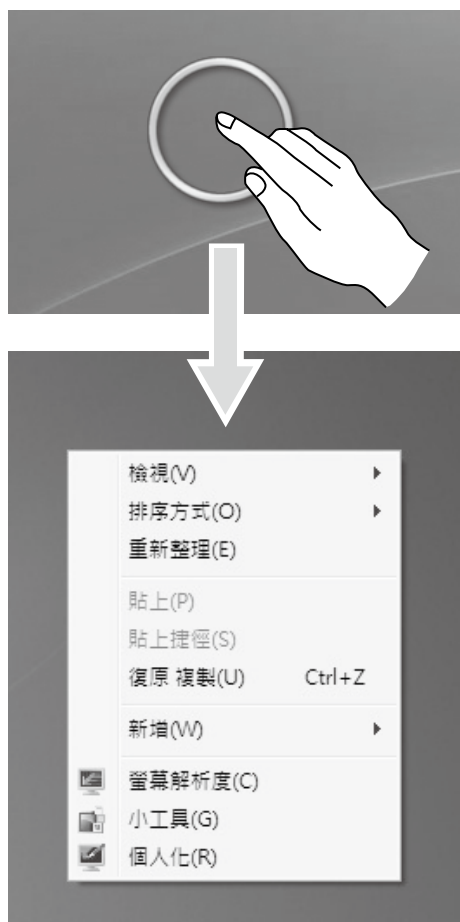 檢視(V)
排序方式(O)
重新整理(E)
貼上(P)
貼上捷徑(S)
復原 複製(U) Ctrl+Z
新增(W)
螢幕解析度(C)
小工具(G)
個人化(R)